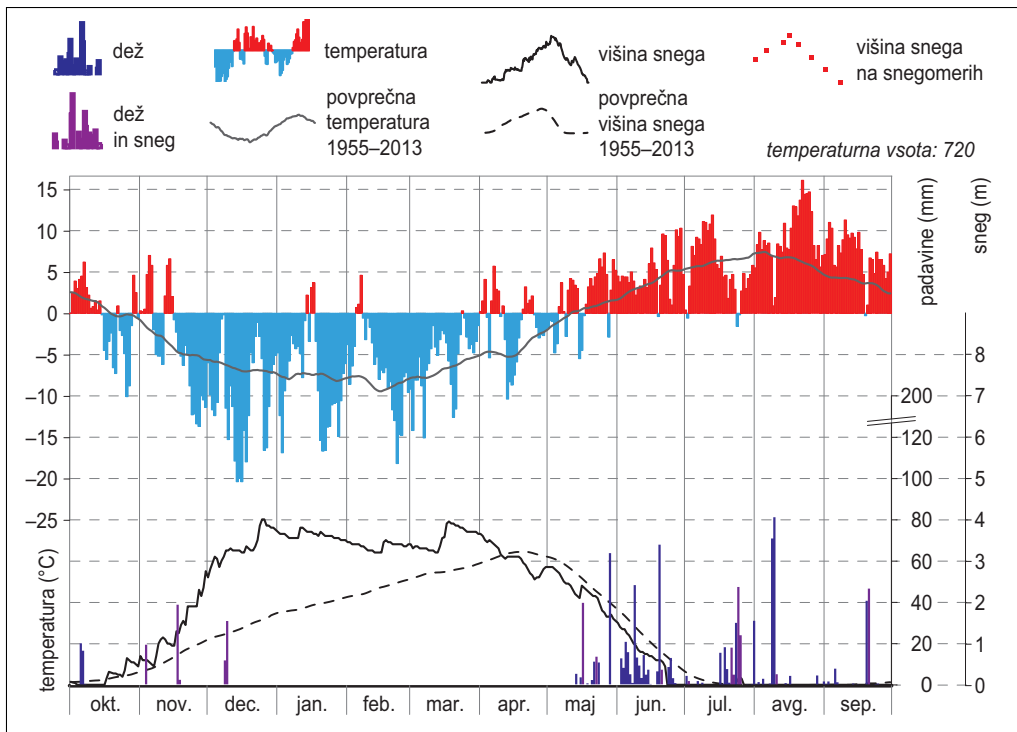 dež
temperatura
višina snega
višina snega
na snegomerih
dež
in sneg
povprečna
temperatura
1955–2013
povprečna
višina snega
1955–2013
temperaturna vsota: 720
15
10
5
0
–5
–10
–15
–20
–25
temperatura (°C)
padavine (mm)
200
120
100
80
60
40
20
0
sneg (m)
8
7
6
5
4
3
2
1
0
okt.
nov.
dec.
jan.
feb.
mar.
apr.
maj
jun.
jul.
avg.
sep.